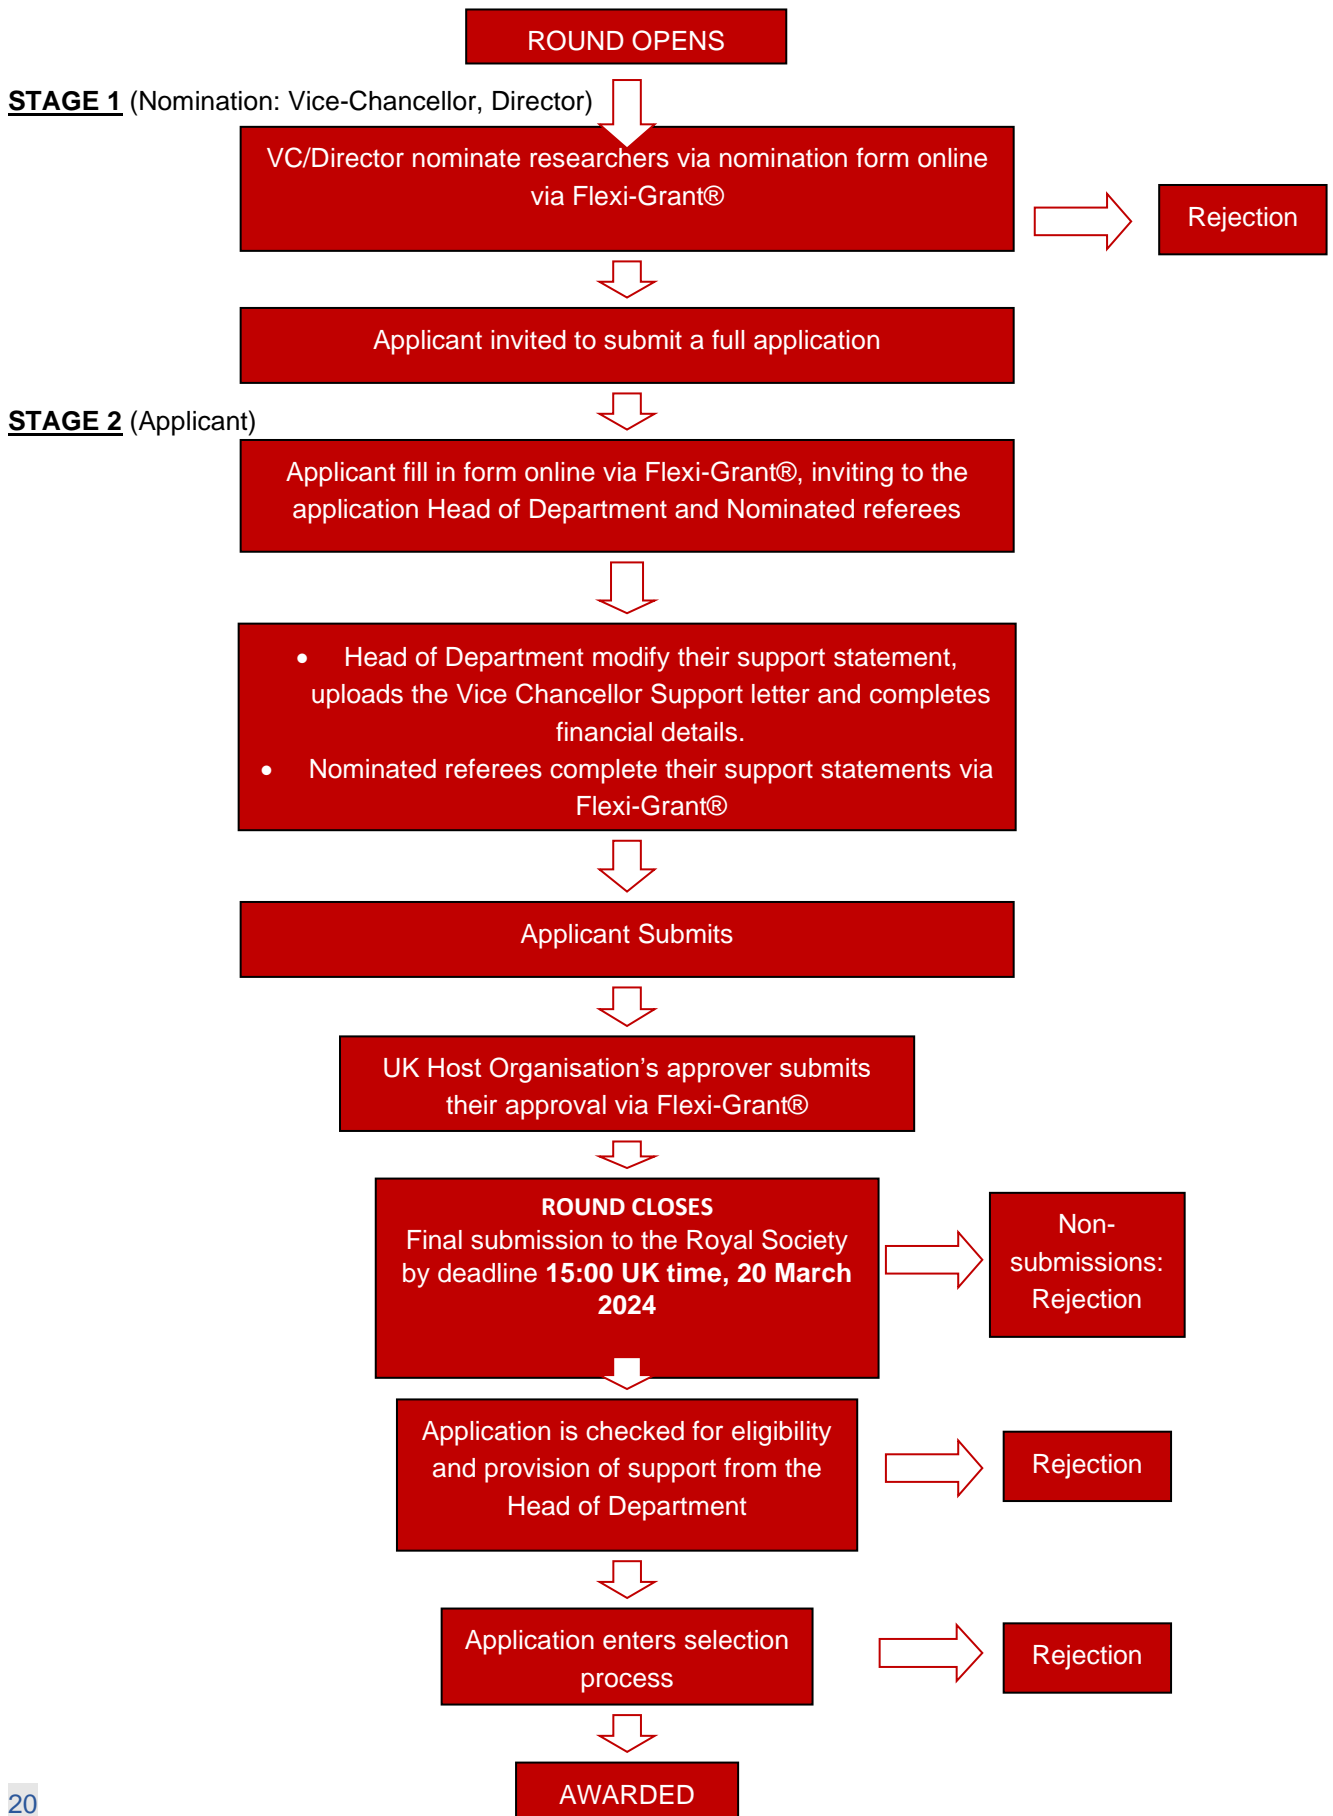 ROUND OPENS
STAGE 1 (Nomination: Vice-Chancellor, Director)
VC/Director nominate researchers via nomination form online
via Flexi-Grant®
Rejection
Applicant invited to submit a full application
STAGE 2 (Applicant)
Applicant fill in form online via Flexi-Grant®, inviting to the
application Head of Department and Nominated referees
• Head of Department modify their support statement,
uploads the Vice Chancellor Support letter and completes
financial details.
• Nominated referees complete their support statements via
Flexi-Grant®
Applicant Submits
UK Host Organisation's approver submits
their approval via Flexi-Grant®
ROUND CLOSES
Final submission to the Royal Society
by deadline 15:00 UK time, 20 March
2024
Non-
submissions:
Rejection
Application is checked for eligibility
and provision of support from the
Head of Department
Rejection
Application enters selection
process
Rejection
AWARDED
20